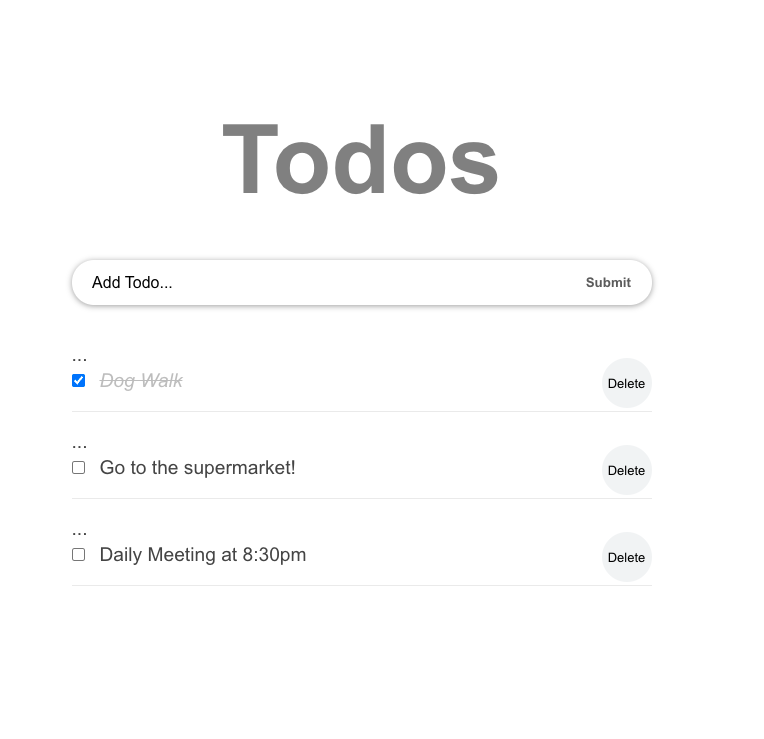 Todos
Add Todo... Submit
...
Dog Walk Delete
...
Go to the supermarket! Delete
...
Daily Meeting at 8:30pm Delete